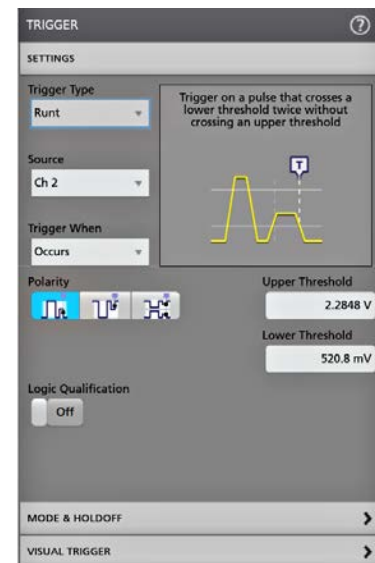 TRIGGER
?
SETTINGS
Trigger Type
Runt
Trigger on a pulse that crosses a
lower threshold twice without
crossing an upper threshold
T
Source
Ch 2
Trigger When
Occurs
Polarity
Upper Threshold
2.2848 V
Lower Threshold
520.8 mV
Logic Qualification
Off
MODE & HOLDOFF
VISUAL TRIGGER